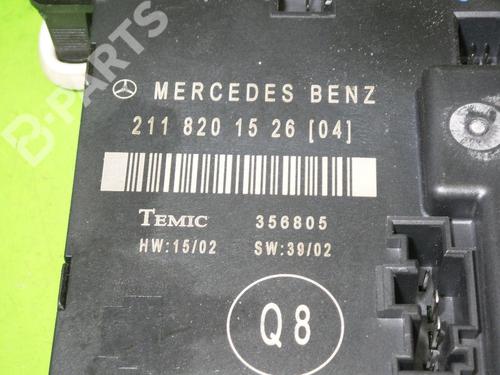 B-PARTS
MERCEDES BENZ
211 820 15 26 [04]
TEMIC 356805
HW:15/02 SW:39/02
Q8